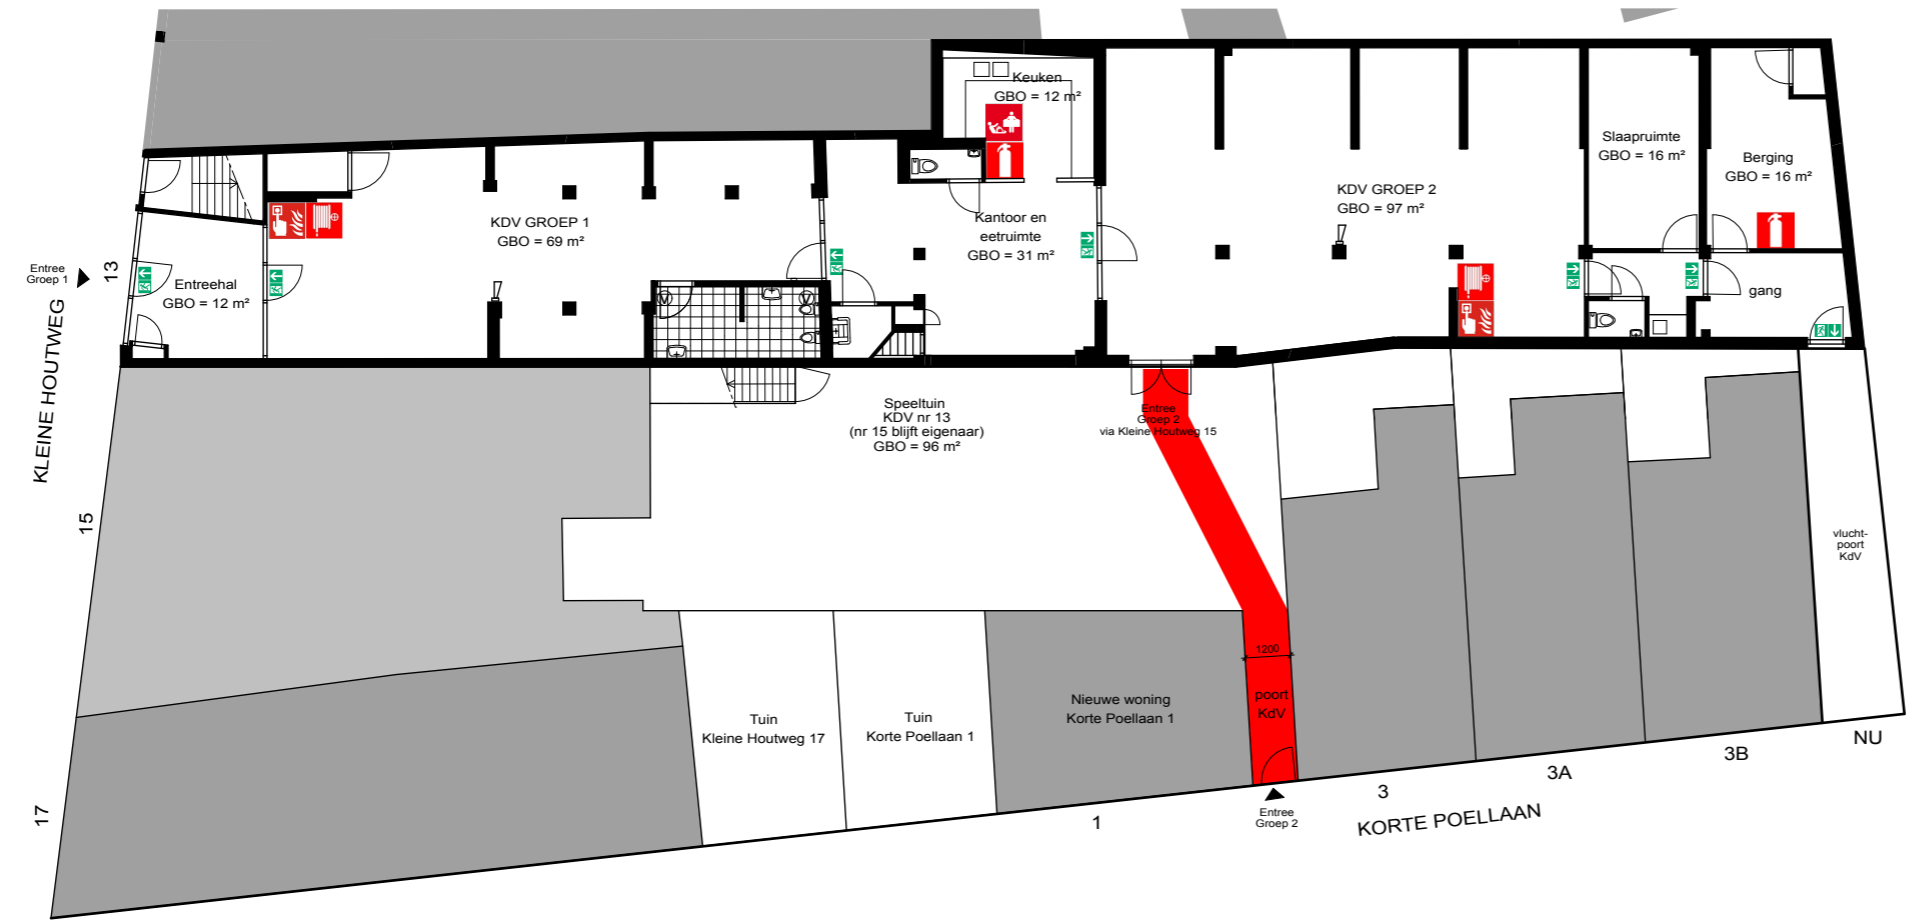 Keuken
GBO = 12 m²
Slaapruimte
GBO = 16 m²
Berging
GBO = 16 m²
KDV GROEP 1
GBO = 69 m²
Kantoor en
eetruimte
GBO = 31 m²
KDV GROEP 2
GBO = 97 m²
Entree
Groep 1
13
Entreehal
GBO = 12 m²
gang
V
V
KLEINE HOUTWEG
Speeltuin
KDV nr 13
(nr 15 blijft eigenaar)
GBO = 96 m²
Entree
Groep 2
via Kleine Houtweg 15
15
vlucht-
poort
KdV
1200
poort
KdV
Nieuwe woning
Korte Poellaan 1
Tuin
Kleine Houtweg 17
Tuin
Korte Poellaan 1
17
1
Entree
Groep 2
3
3A
3B
NU
KORTE POELLAAN